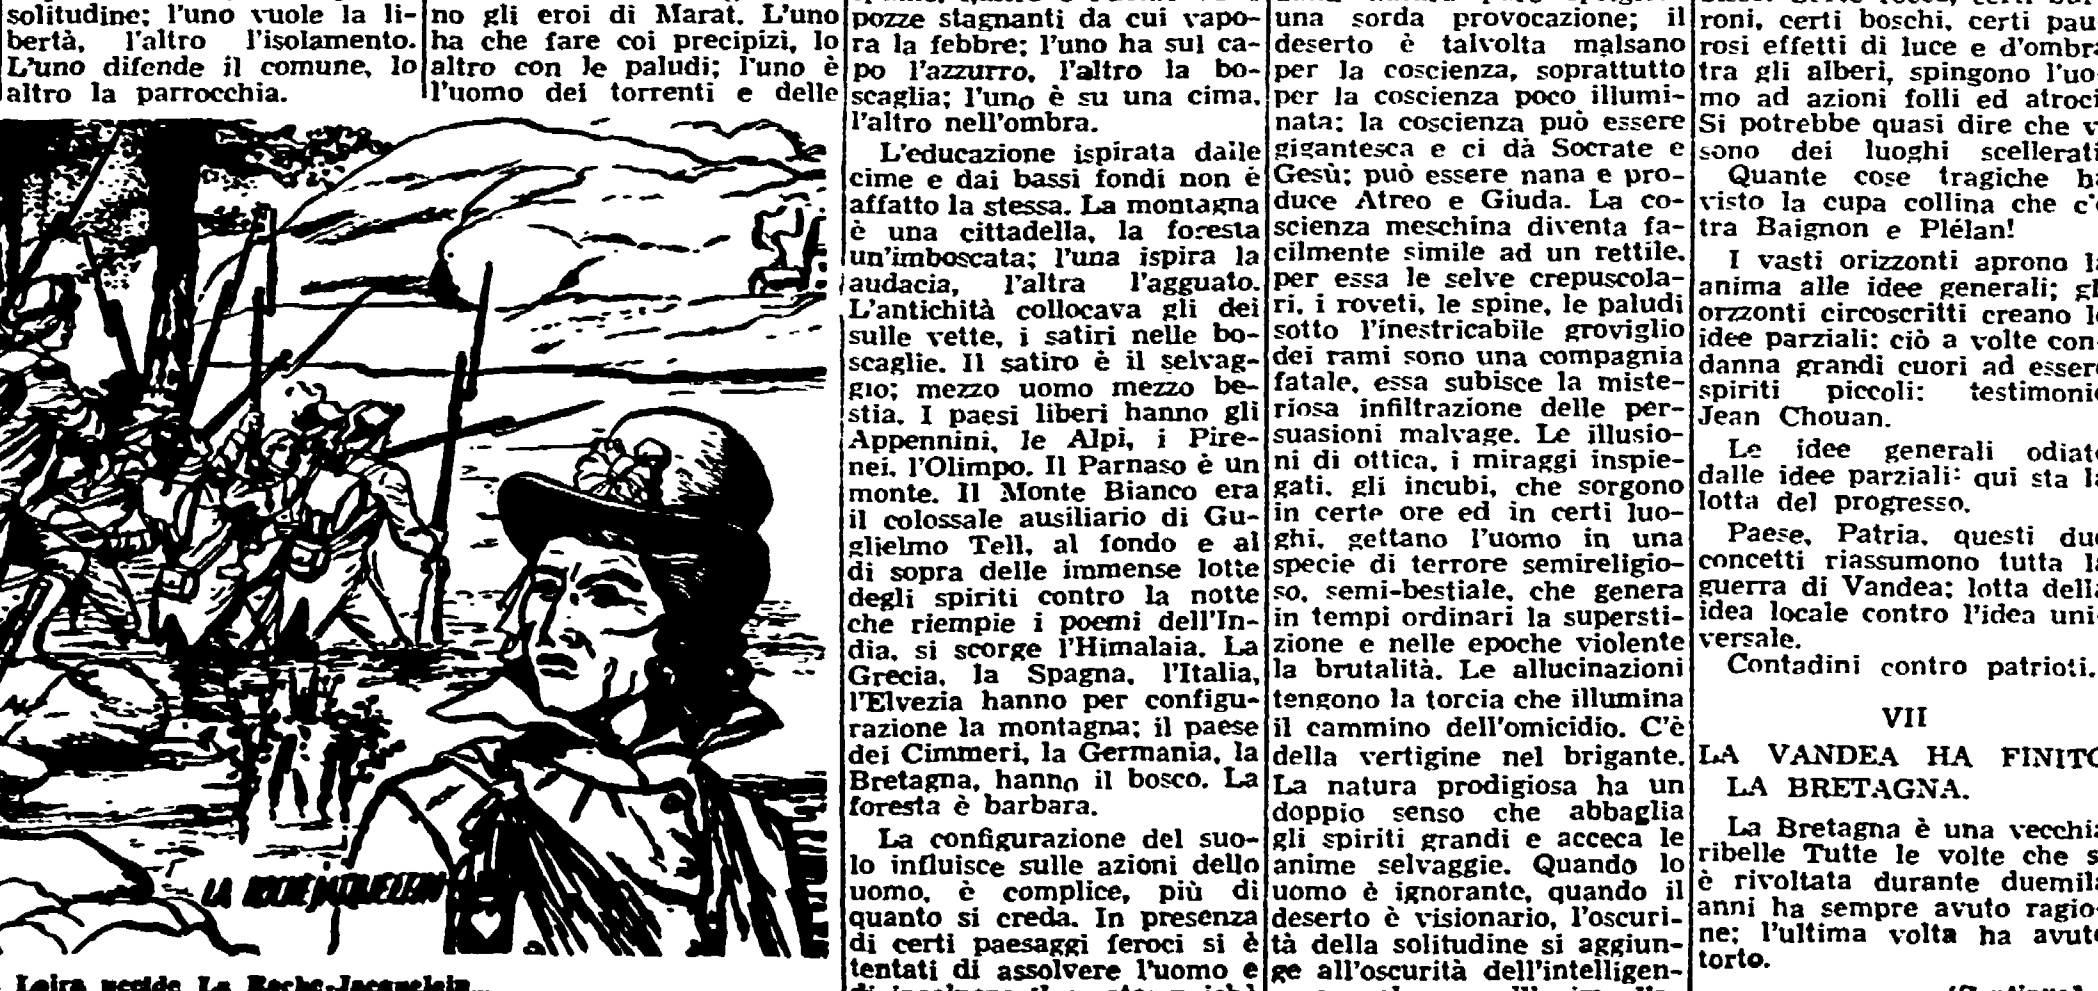 solitudine; l'uno vuole la li-
bertà, l'altro l'isolamento.
L'uno difende il comune, lo
altro la parrocchia.
no gli eroi di Marat. L'uno
ha che fare coi precipizi, lo
altro con le paludi; l'uno è
l'uomo dei torrenti e delle
LA ROCHEJAQUELEIN
Loira uccide La Roche-Jacquelein...
pozze stagnanti da cui vapo-
ra la febbre; l'uno ha sul ca-
po l'azzurro, l'altro la bo-
scaglia; l'uno è su una cima,
l'altro nell'ombra.
L'educazione ispirata dalle
cime e dai bassi fondi non è
affatto la stessa. La montagna
è una cittadella, la foresta
un'imboscata; l'una ispira la
audacia, l'altra l'agguato.
L'antichità collocava gli dei
sulle vette, i satiri nelle bo-
scaglie. Il satiro è il selvag-
gio; mezzo uomo mezzo be-
stia. I paesi liberi hanno gli
Appennini, le Alpi, i Pire-
nei, l'Olimpo. Il Parnaso è un
monte. Il Monte Bianco era
il colossale ausiliario di Gu-
glielmo Tell, al fondo e al
di sopra delle immense lotte
degli spiriti contro la notte
che riempie i poemi dell'In-
dia, si scorge l'Himalaia. La
Grecia, la Spagna, l'Italia,
l'Elvezia hanno per configu-
razione la montagna; il paese
dei Cimmeri, la Germania, la
Bretagna, hanno il bosco. La
foresta è barbara.
La configurazione del suo-
lo influisce sulle azioni dello
uomo, è complice, più di
quanto si creda. In presenza
di certi paesaggi feroci si è
tentati di assolvere l'uomo e
una sorda provocazione; il
deserto è talvolta malsano
per la coscienza, soprattutto
per la coscienza poco illumi-
nata; la coscienza può essere
gigantesca e ci dà Socrate e
Gesù; può essere nana e pro-
duce Atreo e Giuda. La co-
scienza meschina diventa fa-
cilmente simile ad un rettile,
per essa le selve crepuscola-
ri, i roveti, le spine, le paludi
sotto l'inestricabile groviglio
dei rami sono una compagnia
fatale, essa subisce la miste-
riosa infiltrazione delle per-
suasioni malvage. Le illusio-
ni di ottica, i miraggi inspie-
gati, gli incubi, che sorgono
in certe ore ed in certi luo-
ghi, gettano l'uomo in una
specie di terrore semireligio-
so, semi-bestiale, che genera
in tempi ordinari la supersti-
zione e nelle epoche violente
la brutalità. Le allucinazioni
tengono la torcia che illumina
il cammino dell'omicidio. C'è
della vertigine nel brigante.
La natura prodigiosa ha un
doppio senso che abbaglia
gli spiriti grandi e acceca le
anime selvaggie. Quando lo
uomo è ignorante, quando il
deserto è visionario, l'oscuri-
tà della solitudine si aggiun-
ge all'oscurità dell'intelligen-
roni, certi boschi, certi pau-
rosi effetti di luce e d'ombra
tra gli alberi, spingono l'uo-
mo ad azioni folli ed atroci
Si potrebbe quasi dire che v
sono dei luoghi scellerati
Quante cose tragiche ha
visto la cupa collina che c'è
tra Baignon e Plélan!
I vasti orizzonti aprono la
anima alle idee generali; gl
orzzonti circoscritti creano le
idee parziali: ciò a volte con-
danna grandi cuori ad essere
spiriti piccoli: testimonio
Jean Chouan.
Le idee generali odiate
dalle idee parziali: qui sta la
lotta del progresso.
Paese, Patria, questi due
concetti riassumono tutta la
guerra di Vandea; lotta della
idea locale contro l'idea uni-
versale.
Contadini contro patrioti.
VII
LA VANDEA HA FINITO
LA BRETAGNA.
La Bretagna è una vecchia
ribelle Tutte le volte che s
è rivoltata durante duemila
anni ha sempre avuto ragio-
ne; l'ultima volta ha avuto
torto.